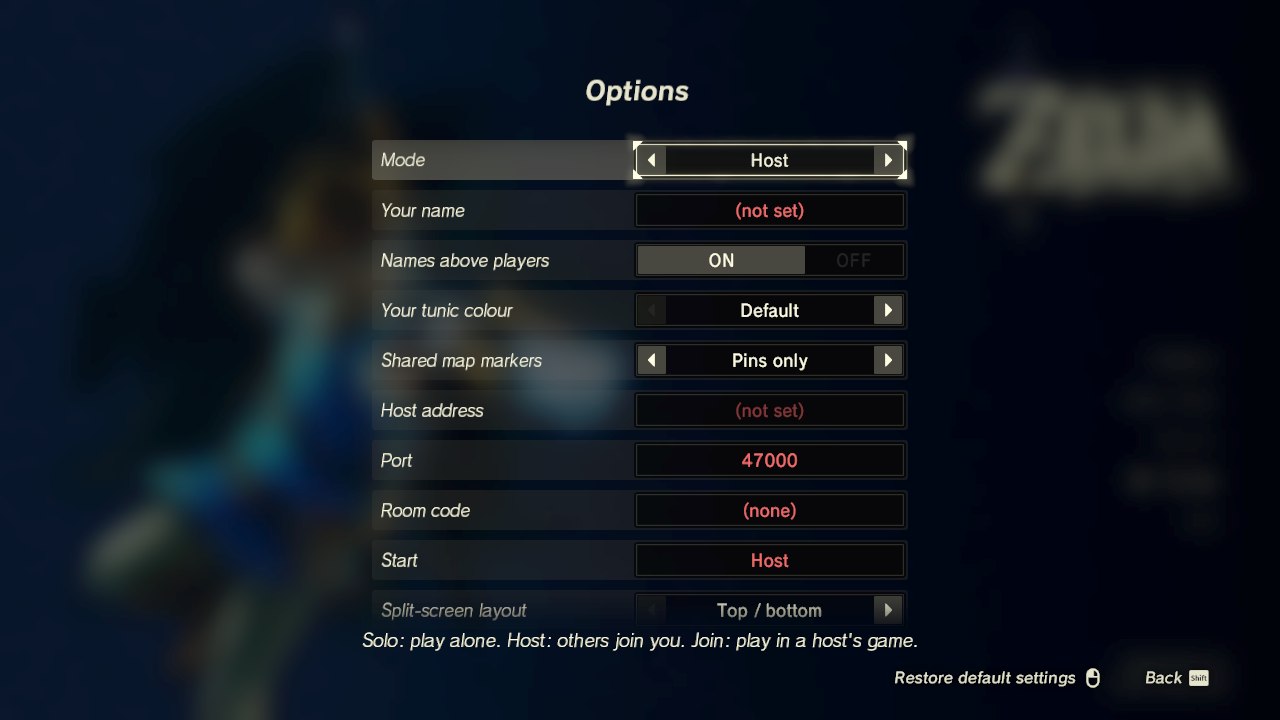 Options
Mode Host
Your name (not set)
Names above players ON OFF
Your tunic colour Default
Shared map markers Pins only
Host address (not set)
Port 47000
Room code (none)
Start Host
Split-screen layout Top / bottom
Solo: play alone. Host: others join you. Join: play in a host's game.
Restore default settings Back Shift
ZELDA